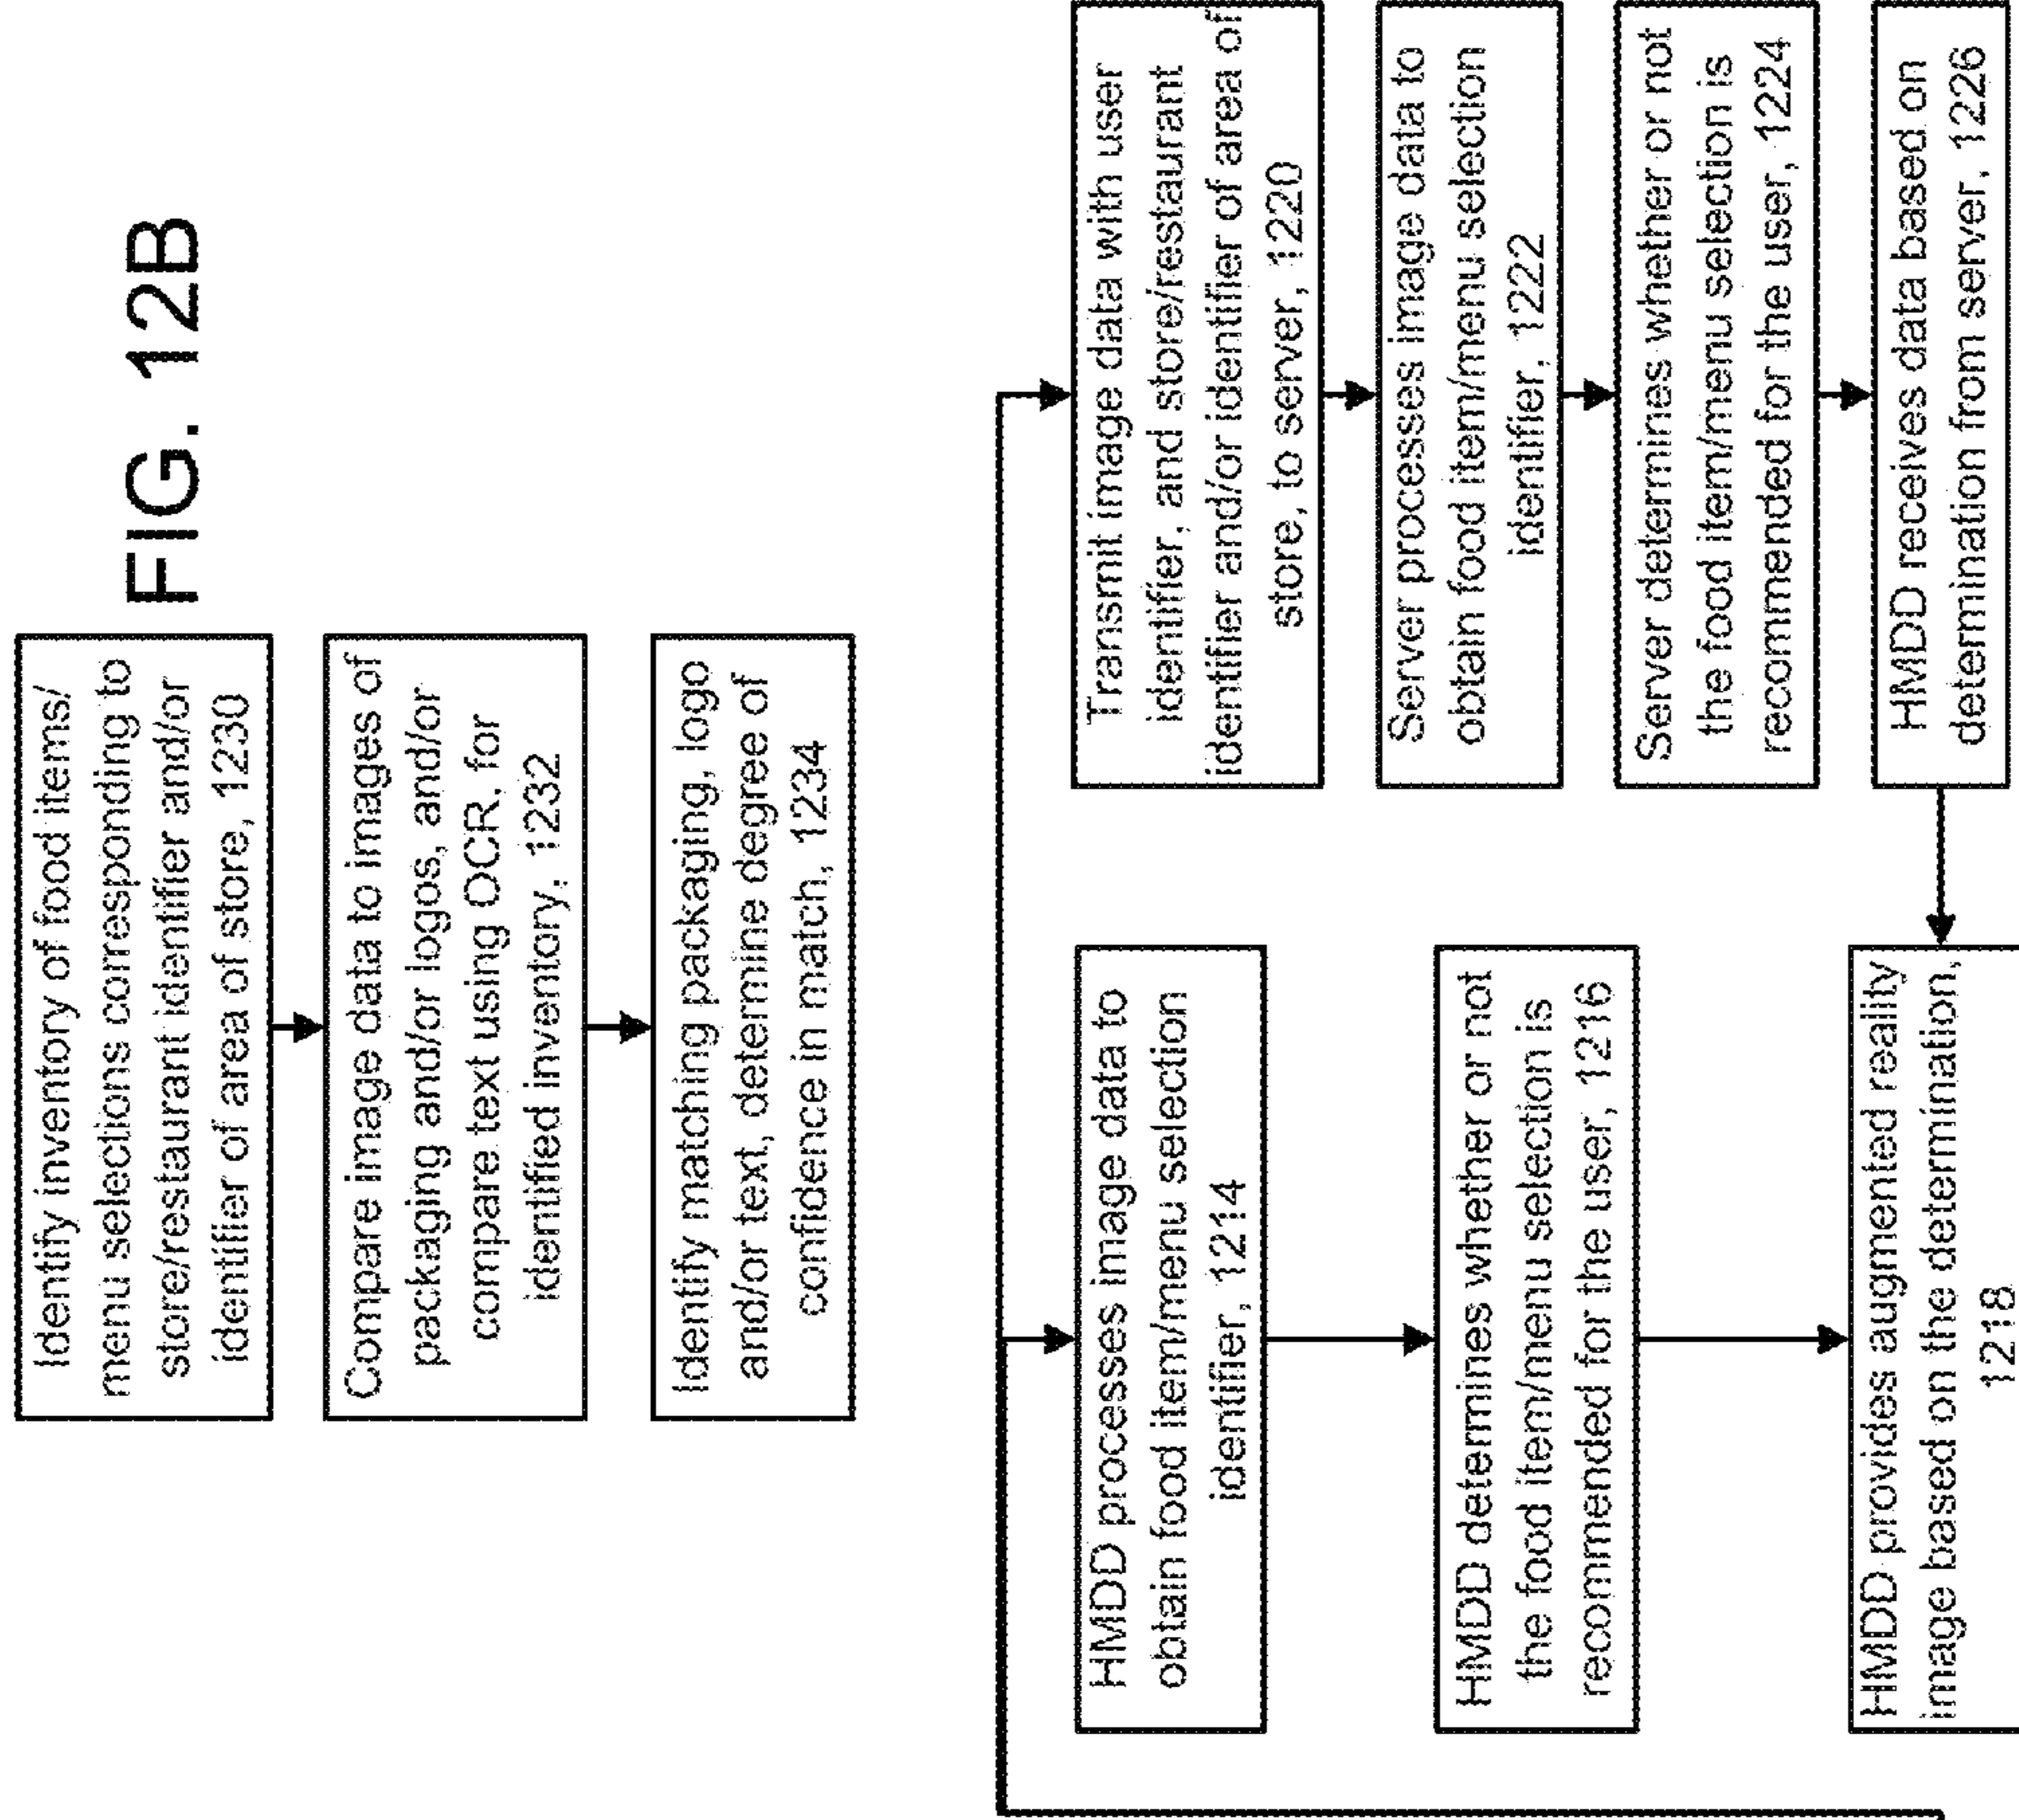 FIG. 12B
Identify inventory of food items/
menu selections corresponding to
store/restaurant identifier and/or
identifier of area of store, 1230
Compare image data to images of
packaging and/or logos, and/or
compare text using OCR, for
identified inventory, 1232
Identify matching packaging, logo
and/or text, determine degree of
confidence in match, 1234
HMDD processes image data to
obtain food item/menu selection
identifier, 1214
HMDD determines whether or not
the food item/menu selection is
recommended for the user, 1216
HMDD provides augmented reality
image based on the determination,
1218
Transmit image data with user
identifier, and store/restaurant
identifier and/or identifier of area of
store, to server, 1220
Server processes image data to
obtain food item/menu selection
identifier, 1222
Server determines whether or not
the food item/menu selection is
recommended for the user, 1224
HMDD receives data based on
determination from server, 1226